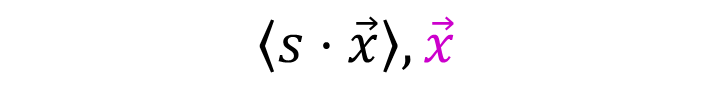 ⟨s · x⃗⟩, x⃗